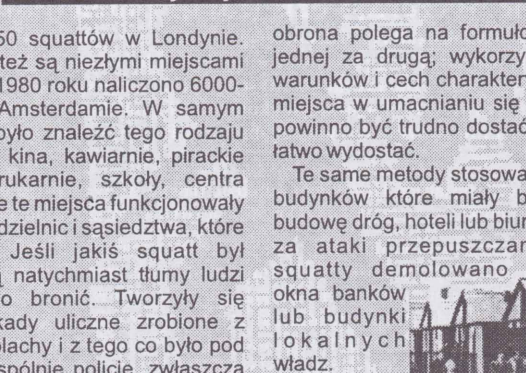 50 squattów w Londynie.
też są niezłymi miejscami
1980 roku naliczono 6000-
Amsterdamie. W samym
było znaleźć tego rodzaju
kina, kawiarnie, pirackie
rukarnie, szkoły, centra
e te miejsca funkcjonowały
dzielnic i sąsiedztwa, które
Jeśli jakiś squatt był
ą natychmiast tłumy ludzi
o bronić. Tworzyły się
kady uliczne zrobione z
blachy i z tego co było pod
spólnie policję, zwłaszcza
obrona polega na formuło
jednej za drugą; wykorzy
warunków i cech charakter
miejsca w umacnianiu się
powinno być trudno dostać
łatwo wydostać.
Te same metody stosowa
budynków które miały b
budowę dróg, hoteli lub biur
za ataki przepuszczan
squatty demolowano
okna banków
lub budynki
lokalnych
władz.